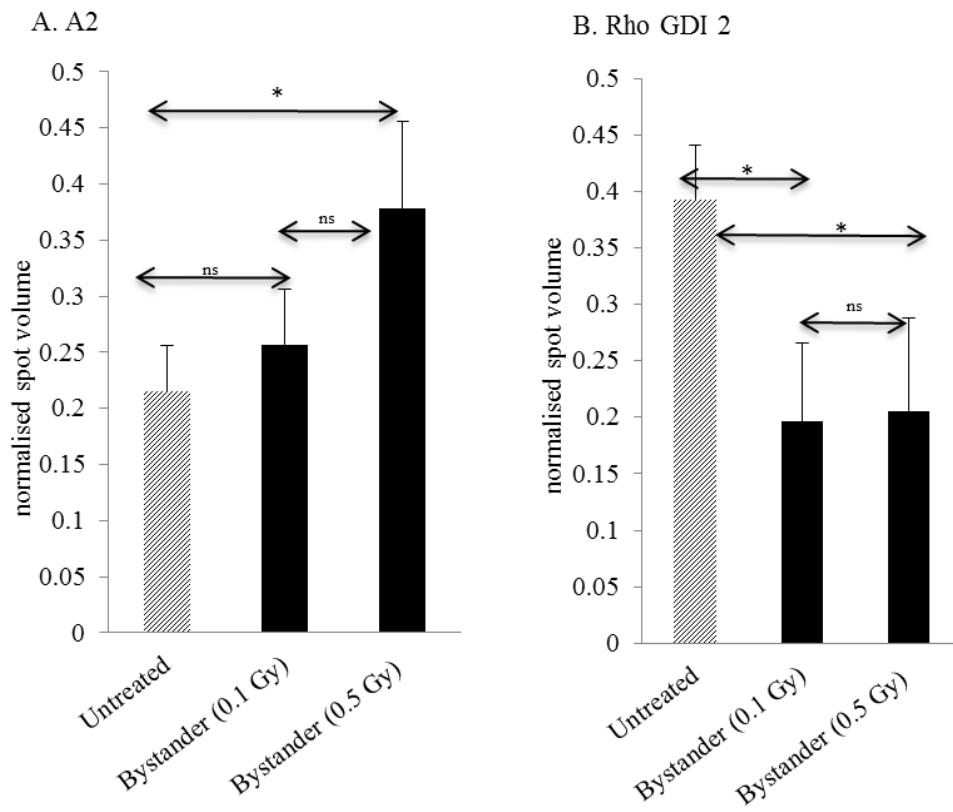 A. A2
0.5
0.45
0.4
0.35
0.3
0.25
0.2
0.15
0.1
0.05
0
normalised spot volume
*
ns
ns
Untreated
Bystander (0.1 Gy)
Bystander (0.5 Gy)
B. Rho GDI 2
0.5
0.45
0.4
0.35
0.3
0.25
0.2
0.15
0.1
0.05
0
normalised spot volume
*
*
ns
Untreated
Bystander (0.1 Gy)
Bystander (0.5 Gy)